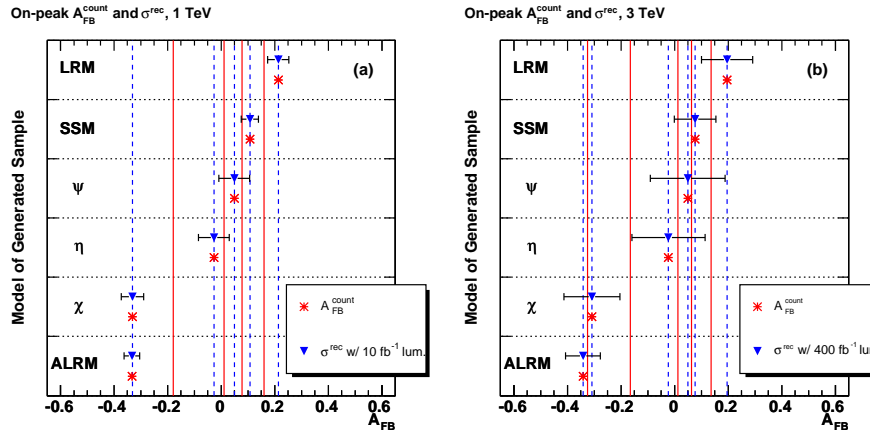 On-peak A_FB^count and σ^rec, 1 TeV
Model of Generated Sample
(a)
LRM
SSM
ψ
η
χ
ALRM
A_FB^count
σ^rec w/ 10 fb^-1 lum.
-0.6 -0.4 -0.2 0 0.2 0.4 0.6
A_FB
On-peak A_FB^count and σ^rec, 3 TeV
Model of Generated Sample
(b)
LRM
SSM
ψ
η
χ
ALRM
A_FB^count
σ^rec w/ 400 fb^-1 lu
-0.6 -0.4 -0.2 0 0.2 0.4 0.6
A_FB